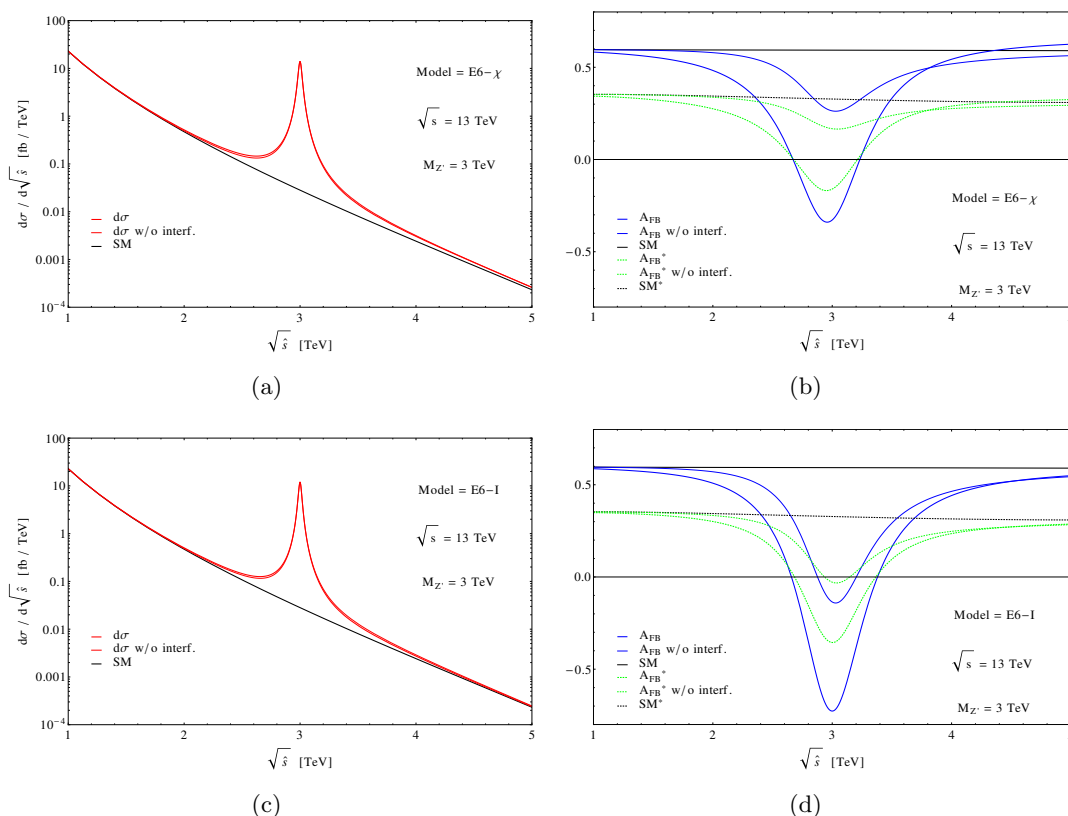 100
10
1
0.1
0.01
0.001
10⁻⁴
dσ / d√ŝ [fb / TeV]
Model = E6−χ
√s = 13 TeV
M_Z' = 3 TeV
dσ
dσ w/o interf.
SM
1 2 3 4 5
√ŝ [TeV]
(a)
0.5
0.0
−0.5
Model = E6−χ
√s = 13 TeV
M_Z' = 3 TeV
A_FB
A_FB w/o interf.
SM
A_FB*
A_FB* w/o interf.
SM*
1 2 3 4
√ŝ [TeV]
(b)
100
10
1
0.1
0.01
0.001
10⁻⁴
dσ / d√ŝ [fb / TeV]
Model = E6−I
√s = 13 TeV
M_Z' = 3 TeV
dσ
dσ w/o interf.
SM
1 2 3 4 5
√ŝ [TeV]
(c)
0.5
0.0
−0.5
Model = E6−I
√s = 13 TeV
M_Z' = 3 TeV
A_FB
A_FB w/o interf.
SM
A_FB*
A_FB* w/o interf.
SM*
1 2 3 4
√ŝ [TeV]
(d)